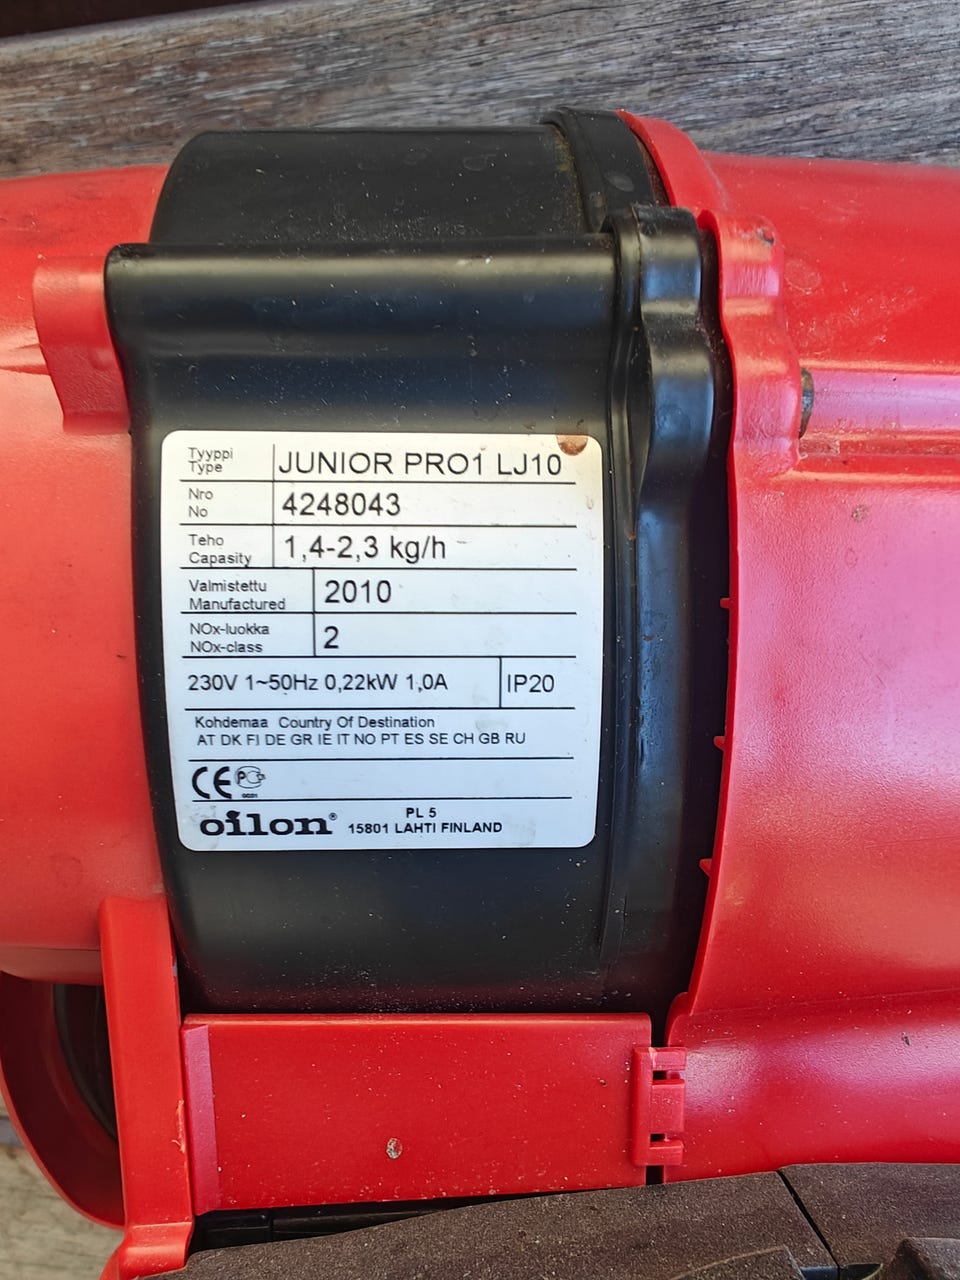 Tyyppi
Type
JUNIOR PRO1 LJ10
Nro
No
4248043
Teho
Capasity
1,4-2,3 kg/h
Valmistettu
Manufactured
2010
NOx-luokka
NOx-class
2
230V 1~50Hz 0,22kW 1,0A
IP20
Kohdemaa Country Of Destination
AT DK FI DE GR IE IT NO PT ES SE CH GB RU
CE
oilon®
PL 5
15801 LAHTI FINLAND